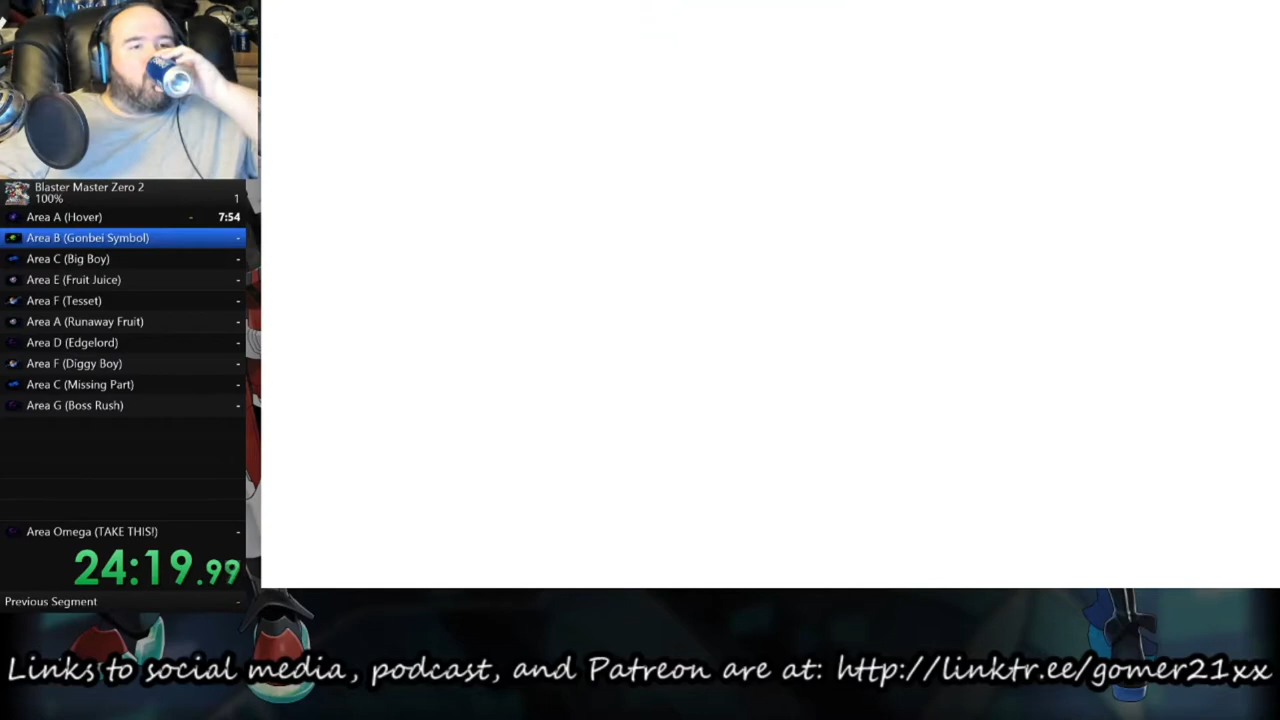 Blaster Master Zero 2
100% 1
Area A (Hover) - 7:54
Area B (Gonbei Symbol) -
Area C (Big Boy) -
Area E (Fruit Juice) -
Area F (Tesset) -
Area A (Runaway Fruit) -
Area D (Edgelord) -
Area F (Diggy Boy) -
Area C (Missing Part) -
Area G (Boss Rush) -
Area Omega (TAKE THIS!) -
24:19.99
Previous Segment -
Links to social media, podcast, and Patreon are at: http://linktr.ee/gomer21xx